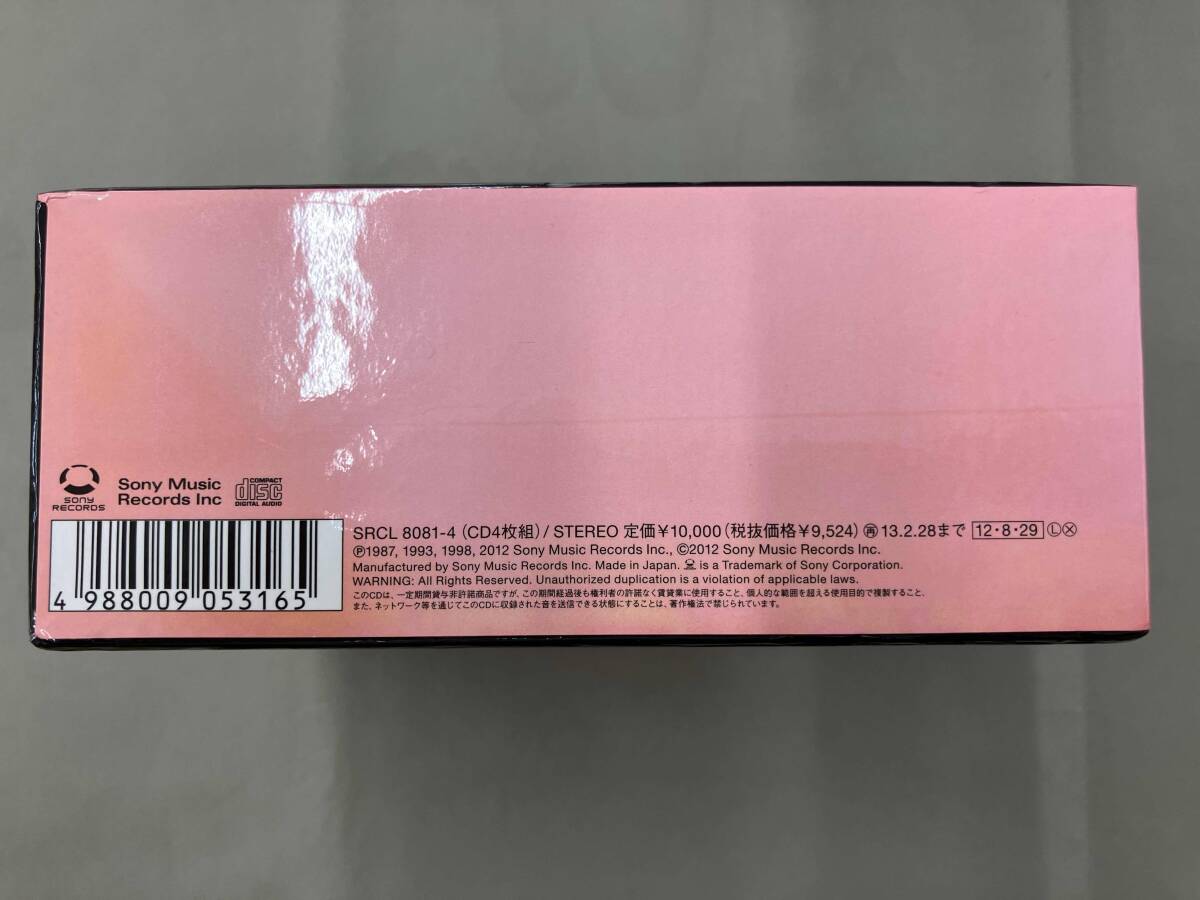 SONY
RECORDS
Sony Music
Records Inc
COMPACT
disc
DIGITAL AUDIO
4 988009 053165
SRCL 8081-4 (CD4枚組) / STEREO 定価¥10,000(税抜価格¥9,524) 再 13.2.28まで 12・8・29 Ⓛ Ⓧ
Ⓟ1987, 1993, 1998, 2012 Sony Music Records Inc., ©2012 Sony Music Records Inc.
Manufactured by Sony Music Records Inc. Made in Japan. is a Trademark of Sony Corporation.
WARNING: All Rights Reserved. Unauthorized duplication is a violation of applicable laws.
このCDは、一定期間貸与非許諾商品ですが、この期間経過後も権利者の許諾なく賃貸業に使用すること、個人的な範囲を超える使用目的で複製すること、
また、ネットワーク等を通じてこのCDに収録された音を送信できる状態にすることは、著作権法で禁じられています。